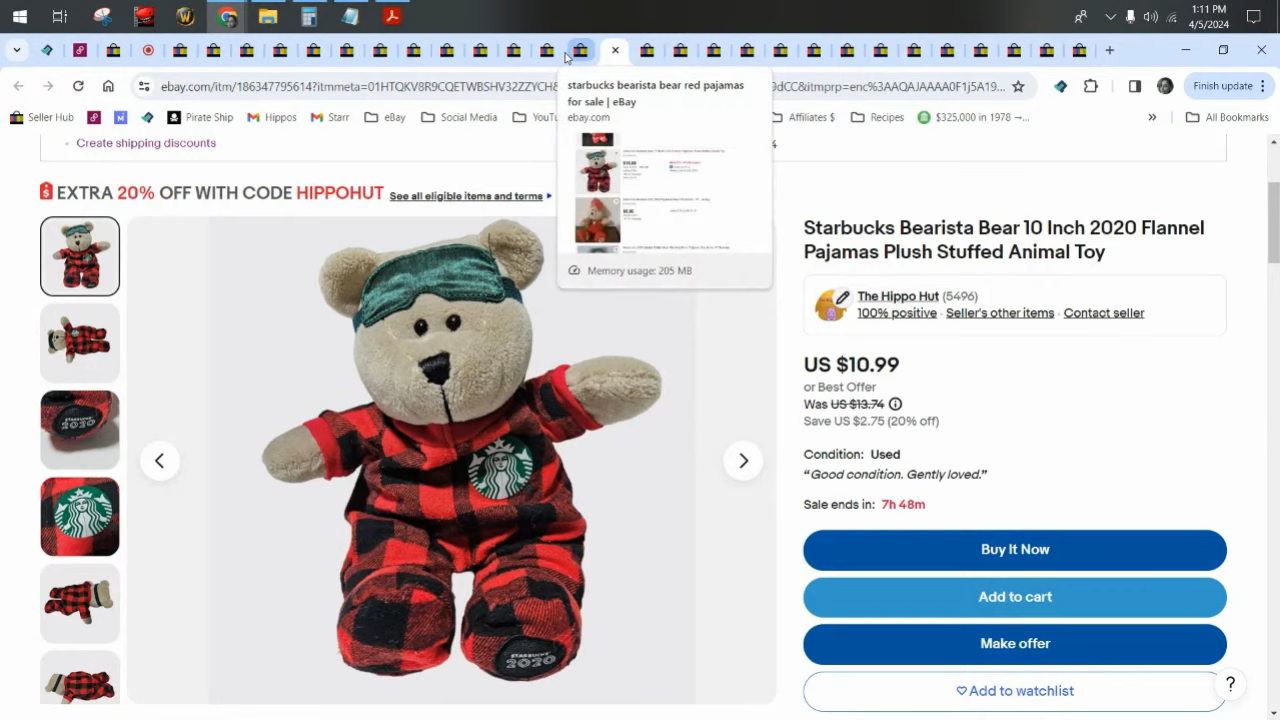 1:11 PM
4/5/2024
starbucks bearista bear red pajamas
for sale | eBay
ebay.com
Memory usage: 205 MB
ebay.com/itm/186347795614?itmmeta=01HTQKV8R9CQETWBSHV32ZZYCH&
Finish update
Seller Hub
Pirate Ship
Hippos
Starr
eBay
Social Media
Affiliates $
Recipes
$325,000 in 1978 →...
All Bookmarks
Create shipping discounts
EXTRA 20% OFF WITH CODE HIPPOHUT See all eligible items and terms
Starbucks Bearista Bear 10 Inch 2020 Flannel
Pajamas Plush Stuffed Animal Toy
The Hippo Hut (5496)
100% positive · Seller's other items · Contact seller
US $10.99
or Best Offer
Was US $13.74
Save US $2.75 (20% off)
Condition: Used
“Good condition. Gently loved.”
Sale ends in: 7h 48m
Buy It Now
Add to cart
Make offer
Add to watchlist
?
STARBUCKS
2020
STARBUCKS
2020